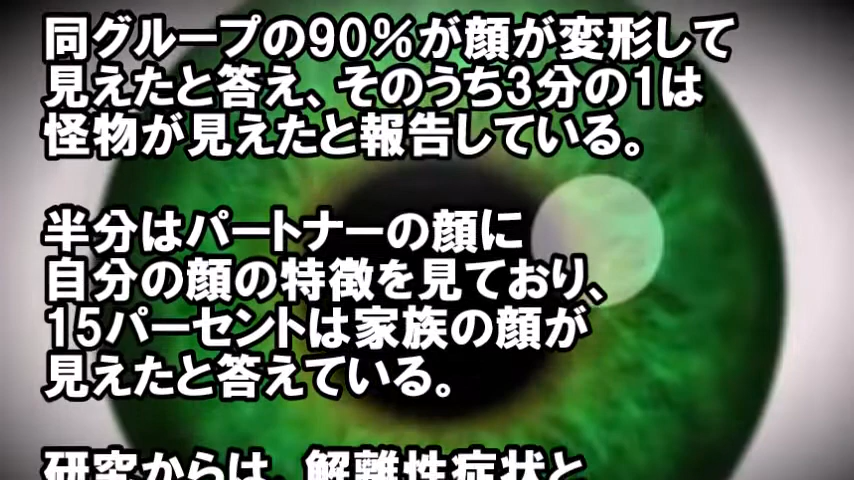 同グループの90％が顔が変形して
見えたと答え、そのうち3分の1は
怪物が見えたと報告している。
半分はパートナーの顔に
自分の顔の特徴を見ており、
15パーセントは家族の顔が
見えたと答えている。
研究からは、解離性症状と